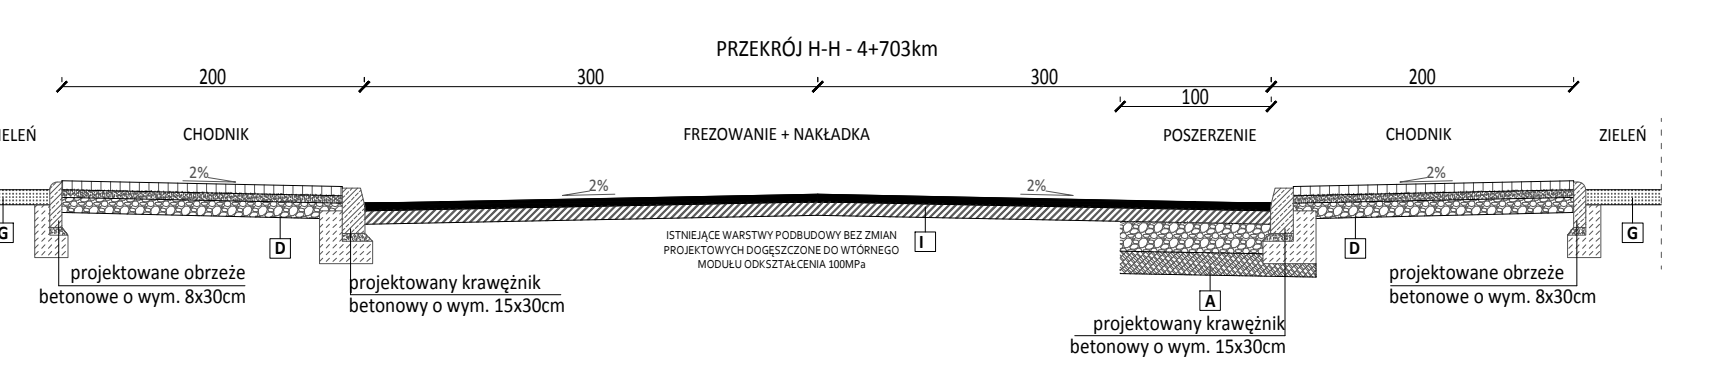 PRZEKRÓJ H-H - 4+703km
200 300 300 200
100
IELEŃ CHODNIK FREZOWANIE + NAKŁADKA POSZERZENIE CHODNIK ZIELEŃ
2% 2% 2% 2%
G D I D G
ISTNIEJĄCE WARSTWY PODBUDOWY BEZ ZMIAN
PROJEKTOWYCH DOGĘSZCZONE DO WTÓRNEGO
MODUŁU ODKSZTAŁCENIA 100MPa
projektowane obrzeże
betonowe o wym. 8x30cm
projektowany krawężnik
betonowy o wym. 15x30cm
A
projektowany krawężnik
betonowy o wym. 15x30cm
projektowane obrzeże
betonowe o wym. 8x30cm